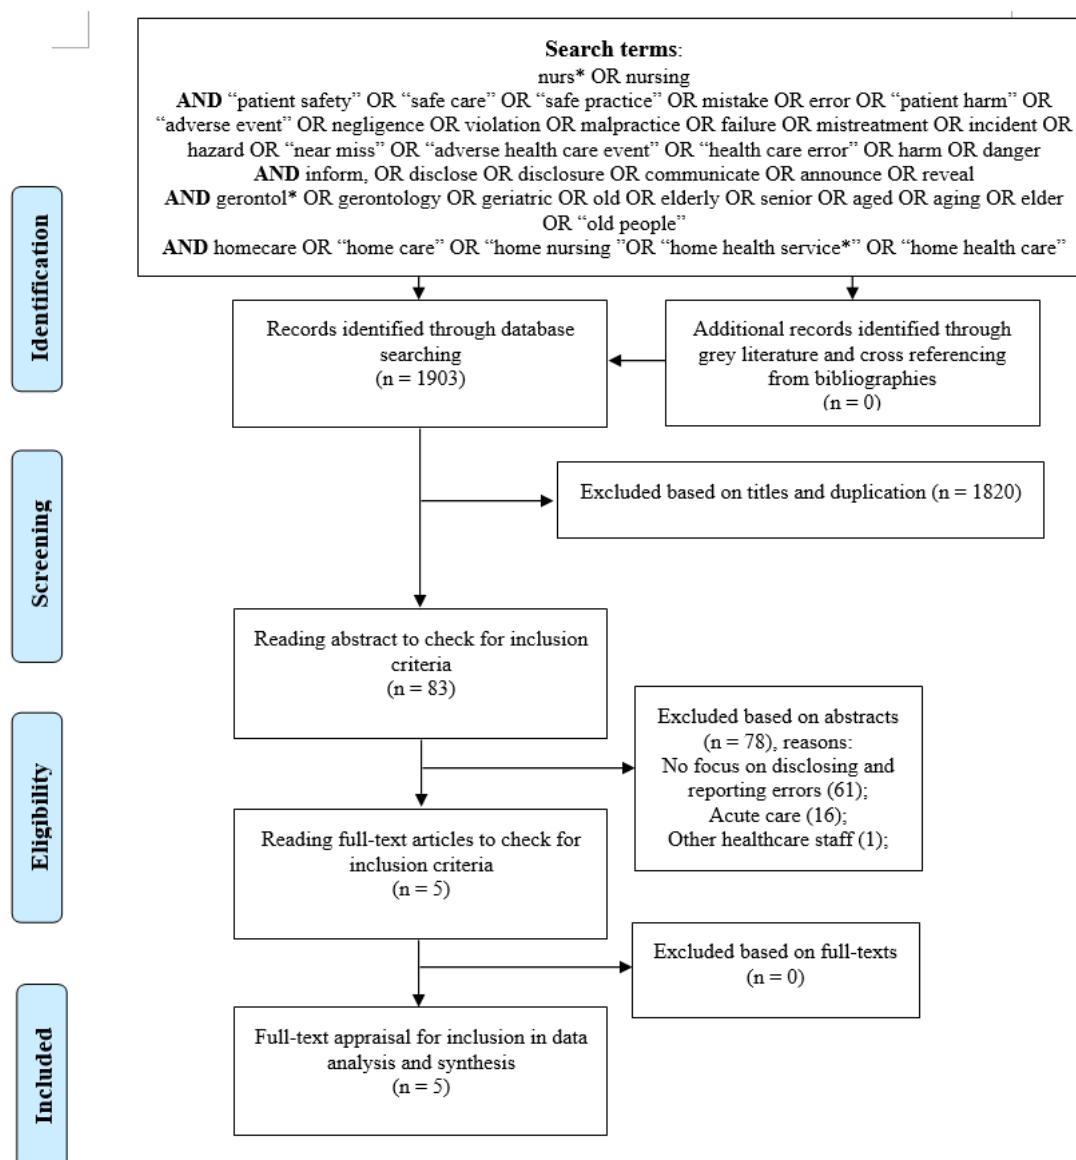 Search terms:
nurs* OR nursing
AND “patient safety” OR “safe care” OR “safe practice” OR mistake OR error OR “patient harm” OR
“adverse event” OR negligence OR violation OR malpractice OR failure OR mistreatment OR incident OR
hazard OR “near miss” OR “adverse health care event” OR “health care error” OR harm OR danger
AND inform, OR disclose OR disclosure OR communicate OR announce OR reveal
AND gerontol* OR gerontology OR geriatric OR old OR elderly OR senior OR aged OR aging OR elder
OR “old people”
AND homecare OR “home care” OR “home nursing ”OR “home health service*” OR “home health care”
Identification
Records identified through database
searching
(n = 1903)
Additional records identified through
grey literature and cross referencing
from bibliographies
(n = 0)
Screening
Excluded based on titles and duplication (n = 1820)
Reading abstract to check for inclusion
criteria
(n = 83)
Eligibility
Excluded based on abstracts
(n = 78), reasons:
No focus on disclosing and
reporting errors (61);
Acute care (16);
Other healthcare staff (1);
Reading full-text articles to check for
inclusion criteria
(n = 5)
Excluded based on full-texts
(n = 0)
Included
Full-text appraisal for inclusion in data
analysis and synthesis
(n = 5)